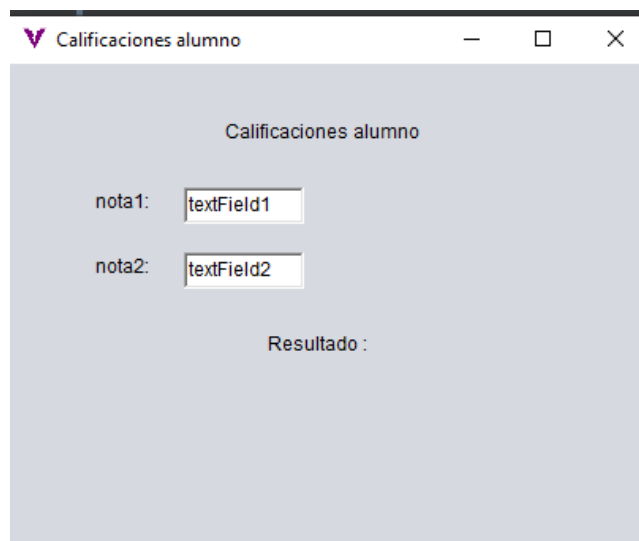 Calificaciones alumno
Calificaciones alumno
nota1: textField1
nota2: textField2
Resultado :